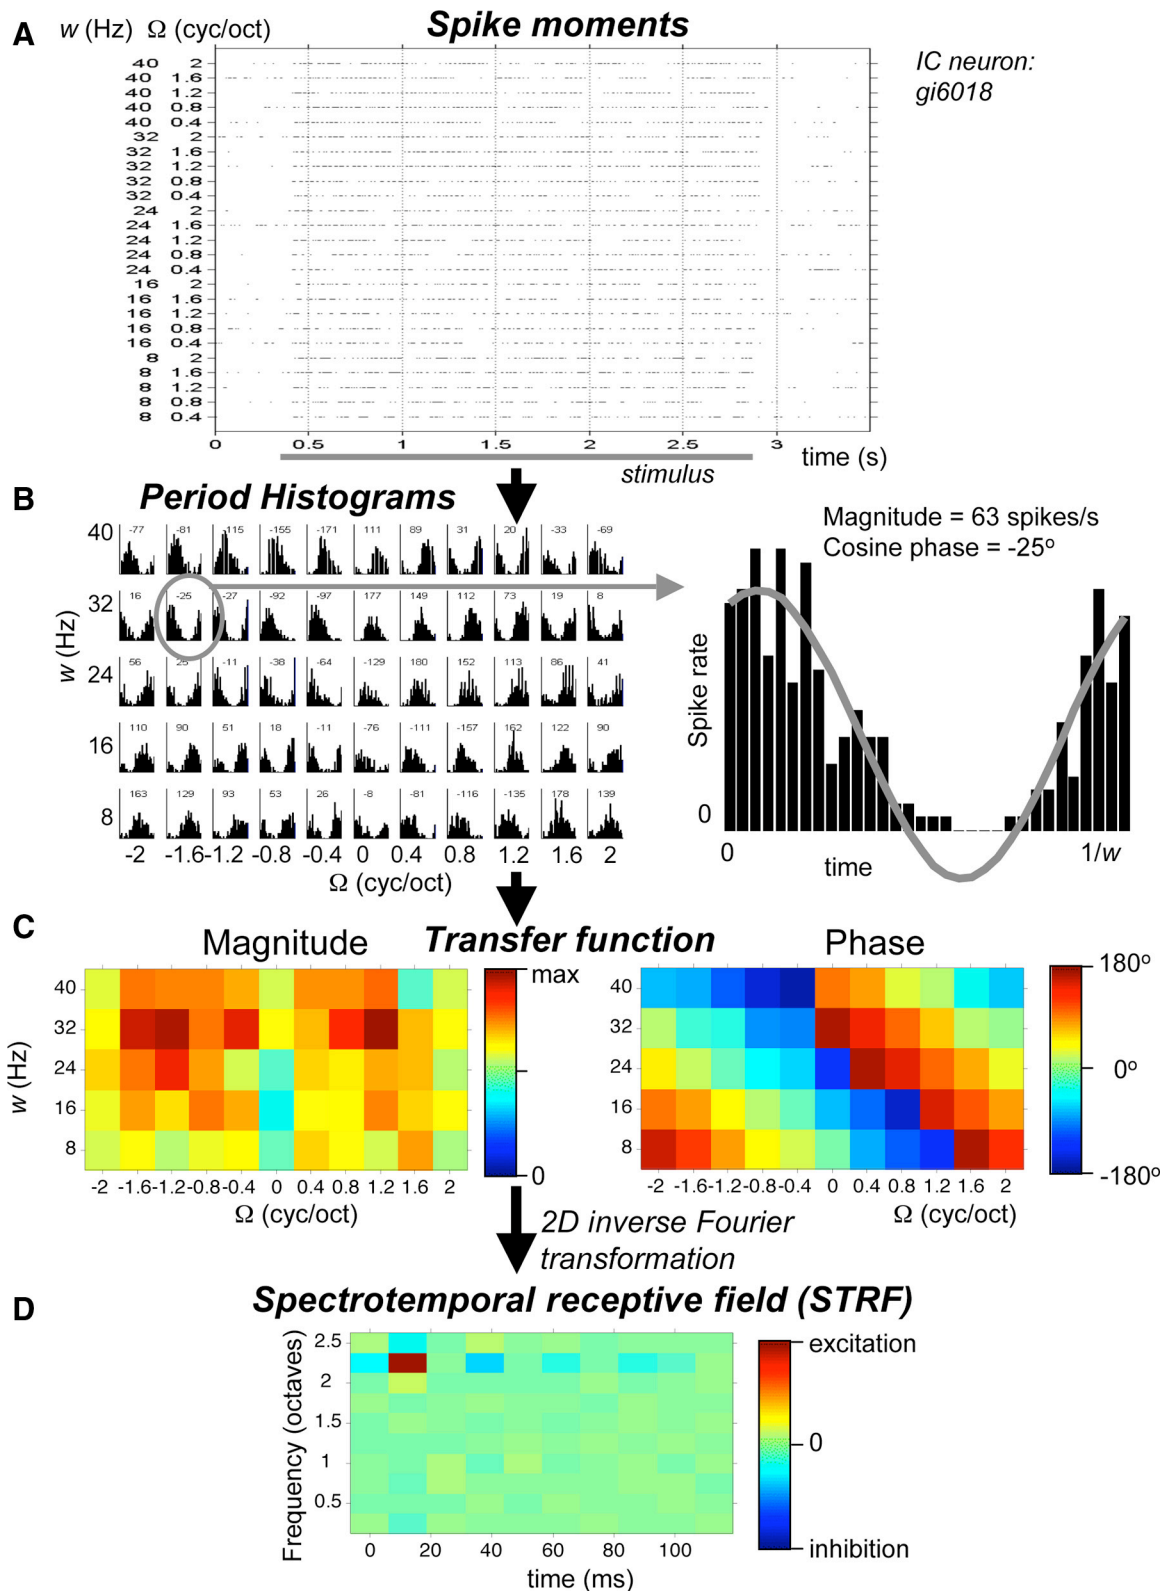 A w (Hz) Ω (cyc/oct) Spike moments
IC neuron:
gi6018
40 2
40 1.6
40 1.2
40 0.8
40 0.4
32 2
32 1.6
32 1.2
32 0.8
32 0.4
24 2
24 1.6
24 1.2
24 0.8
24 0.4
16 2
16 1.6
16 1.2
16 0.8
16 0.4
8 2
8 1.6
8 1.2
8 0.8
8 0.4
0 0.5 1 1.5 2 2.5 3 time (s)
stimulus
B Period Histograms
Magnitude = 63 spikes/s
Cosine phase = -25°
w (Hz)
40 -77 -81 -115 -155 -171 111 89 31 20 -33 -69
32 16 -25 -27 -92 -97 177 149 112 73 19 8
24 56 25 -11 -38 -64 -129 180 152 113 86 41
16 110 90 51 18 -11 -76 -111 -157 162 122 90
8 163 129 93 53 26 -8 -81 -116 -135 178 139
-2 -1.6 -1.2 -0.8 -0.4 0 0.4 0.8 1.2 1.6 2
Ω (cyc/oct)
Spike rate
0
0 time 1/w
C Magnitude Transfer function Phase
w (Hz)
40
32
24
16
8
-2 -1.6 -1.2 -0.8 -0.4 0 0.4 0.8 1.2 1.6 2
Ω (cyc/oct)
max
0
40
32
24
16
8
-2 -1.6 -1.2 -0.8 -0.4 0 0.4 0.8 1.2 1.6 2
Ω (cyc/oct)
180°
0°
-180°
2D inverse Fourier
transformation
D Spectrotemporal receptive field (STRF)
Frequency (octaves)
2.5
2
1.5
1
0.5
0 20 40 60 80 100
time (ms)
excitation
0
inhibition